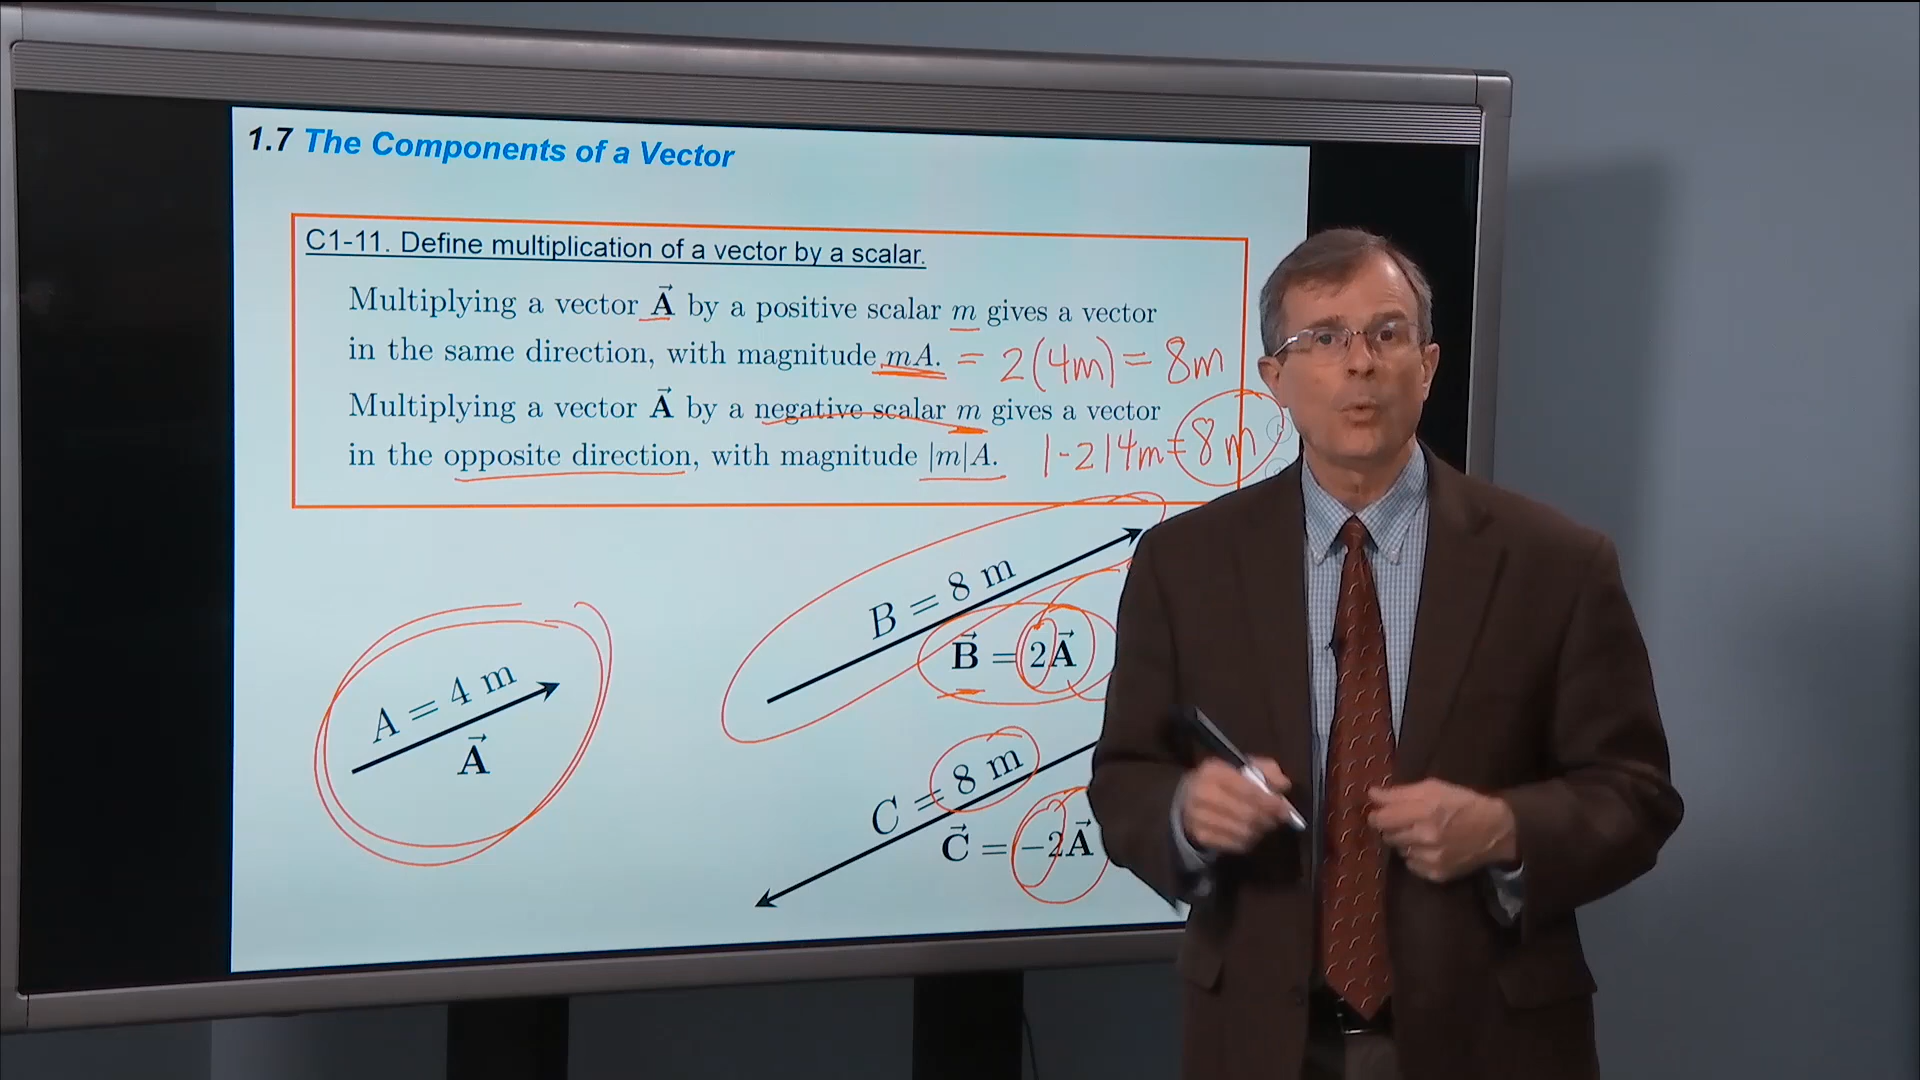 1.7 The Components of a Vector
C1-11. Define multiplication of a vector by a scalar.
Multiplying a vector A⃗ by a positive scalar m gives a vector
in the same direction, with magnitude mA. = 2(4m) = 8m
Multiplying a vector A⃗ by a negative scalar m gives a vector
in the opposite direction, with magnitude |m|A. |-2|4m = 8m
B = 8 m
B⃗ = 2A⃗
A = 4 m
A⃗
C = 8 m
C⃗ = −2A⃗